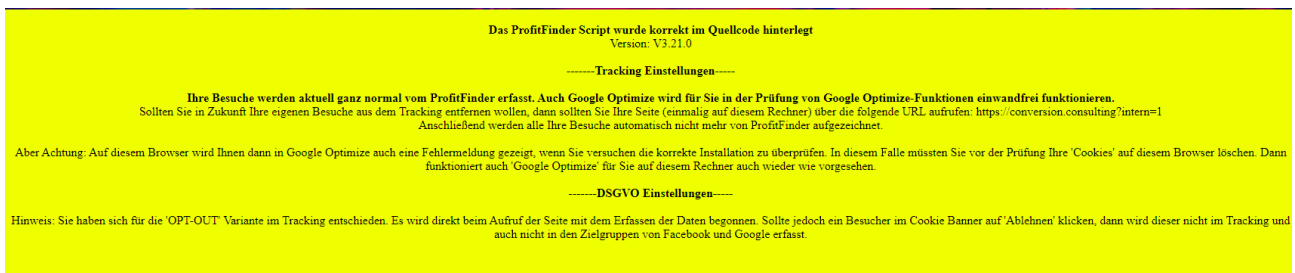 Das ProfitFinder Script wurde korrekt im Quellcode hinterlegt
Version: V3.21.0
-------Tracking Einstellungen-----
Ihre Besuche werden aktuell ganz normal vom ProfitFinder erfasst. Auch Google Optimize wird für Sie in der Prüfung von Google Optimize-Funktionen einwandfrei funktionieren.
Sollten Sie in Zukunft Ihre eigenen Besuche aus dem Tracking entfernen wollen, dann sollten Sie Ihre Seite (einmalig auf diesem Rechner) über die folgende URL aufrufen: https://conversion.consulting?intern=1
Anschließend werden alle Ihre Besuche automatisch nicht mehr von ProfitFinder aufgezeichnet.
Aber Achtung: Auf diesem Browser wird Ihnen dann in Google Optimize auch eine Fehlermeldung gezeigt, wenn Sie versuchen die korrekte Installation zu überprüfen. In diesem Falle müssten Sie vor der Prüfung Ihre 'Cookies' auf diesem Browser löschen. Dann
funktioniert auch 'Google Optimize' für Sie auf diesem Rechner auch wieder wie vorgesehen.
-------DSGVO Einstellungen-----
Hinweis: Sie haben sich für die 'OPT-OUT' Variante im Tracking entschieden. Es wird direkt beim Aufruf der Seite mit dem Erfassen der Daten begonnen. Sollte jedoch ein Besucher im Cookie Banner auf 'Ablehnen' klicken, dann wird dieser nicht im Tracking und
auch nicht in den Zielgruppen von Facebook und Google erfasst.